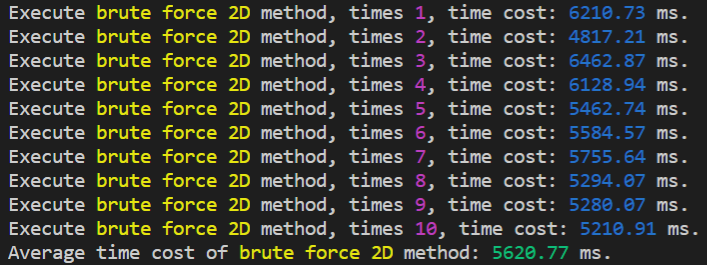 Execute brute force 2D method, times 1, time cost: 6210.73 ms.
Execute brute force 2D method, times 2, time cost: 4817.21 ms.
Execute brute force 2D method, times 3, time cost: 6462.87 ms.
Execute brute force 2D method, times 4, time cost: 6128.94 ms.
Execute brute force 2D method, times 5, time cost: 5462.74 ms.
Execute brute force 2D method, times 6, time cost: 5584.57 ms.
Execute brute force 2D method, times 7, time cost: 5755.64 ms.
Execute brute force 2D method, times 8, time cost: 5294.07 ms.
Execute brute force 2D method, times 9, time cost: 5280.07 ms.
Execute brute force 2D method, times 10, time cost: 5210.91 ms.
Average time cost of brute force 2D method: 5620.77 ms.